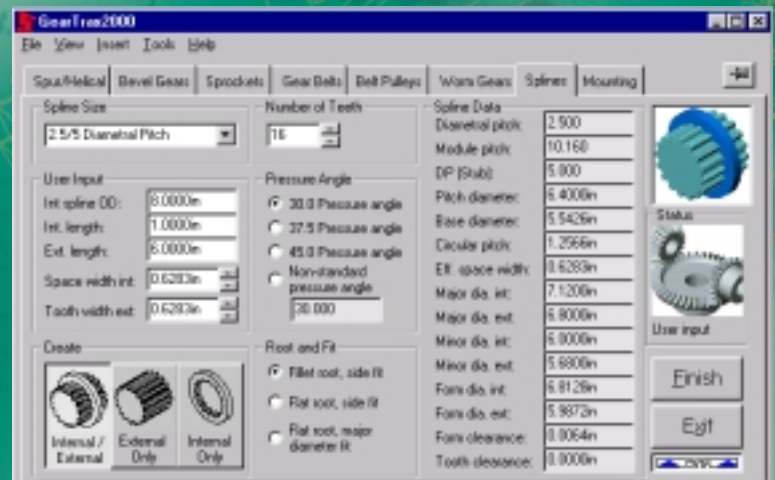 GearTrax2000
File View Insert Tools Help
Spur/Helical Bevel Gears Sprockets Gear Belts Belt Pulleys Worm Gears Splines Mounting
Spline Size
2.5/5 Diametral Pitch
Number of Teeth
16
User Input
Int spline OD: 8.0000in
Int. length: 1.0000in
Ext. length: 6.0000in
Space width int: 0.6283in
Tooth width ext: 0.6283in
Pressure Angle
30.0 Pressure angle
37.5 Pressure angle
45.0 Pressure angle
Non-standard
pressure angle
30.000
Create
Internal /
External
External
Only
Internal
Only
Root and Fit
Fillet root, side fit
Flat root, side fit
Flat root, major
diameter fit
Spline Data
Diametral pitch: 2.500
Module pitch: 10.160
DP (Stub): 5.000
Pitch diameter: 6.4000in
Base diameter: 5.5426in
Circular pitch: 1.2566in
Eff. space width: 0.6283in
Major dia. int: 7.1200in
Major dia. ext: 6.8000in
Minor dia. int: 6.0000in
Minor dia. ext: 5.6800in
Form dia. int: 6.8128in
Form dia. ext: 5.9872in
Form clearance: 0.0064in
Tooth clearance: 0.0000in
Status
User input
Finish
Exit